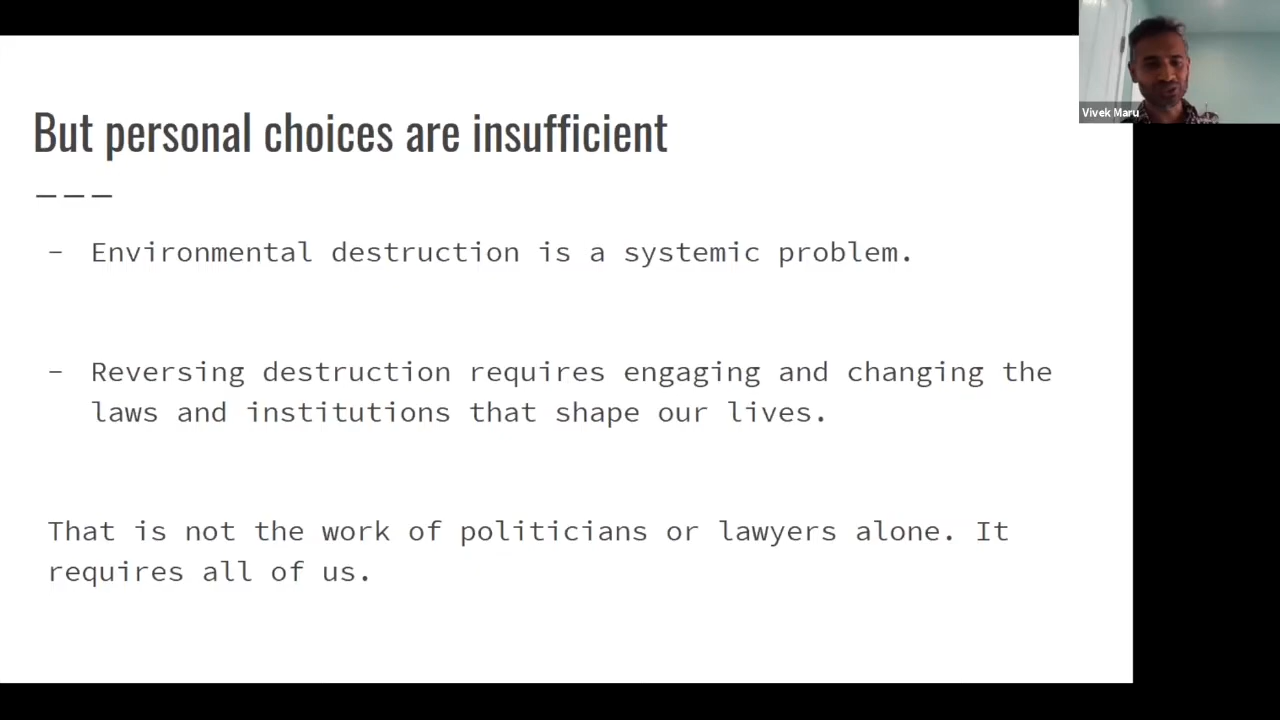 But personal choices are insufficient
———
- Environmental destruction is a systemic problem.
- Reversing destruction requires engaging and changing the
laws and institutions that shape our lives.
That is not the work of politicians or lawyers alone. It
requires all of us.
Vivek Maru